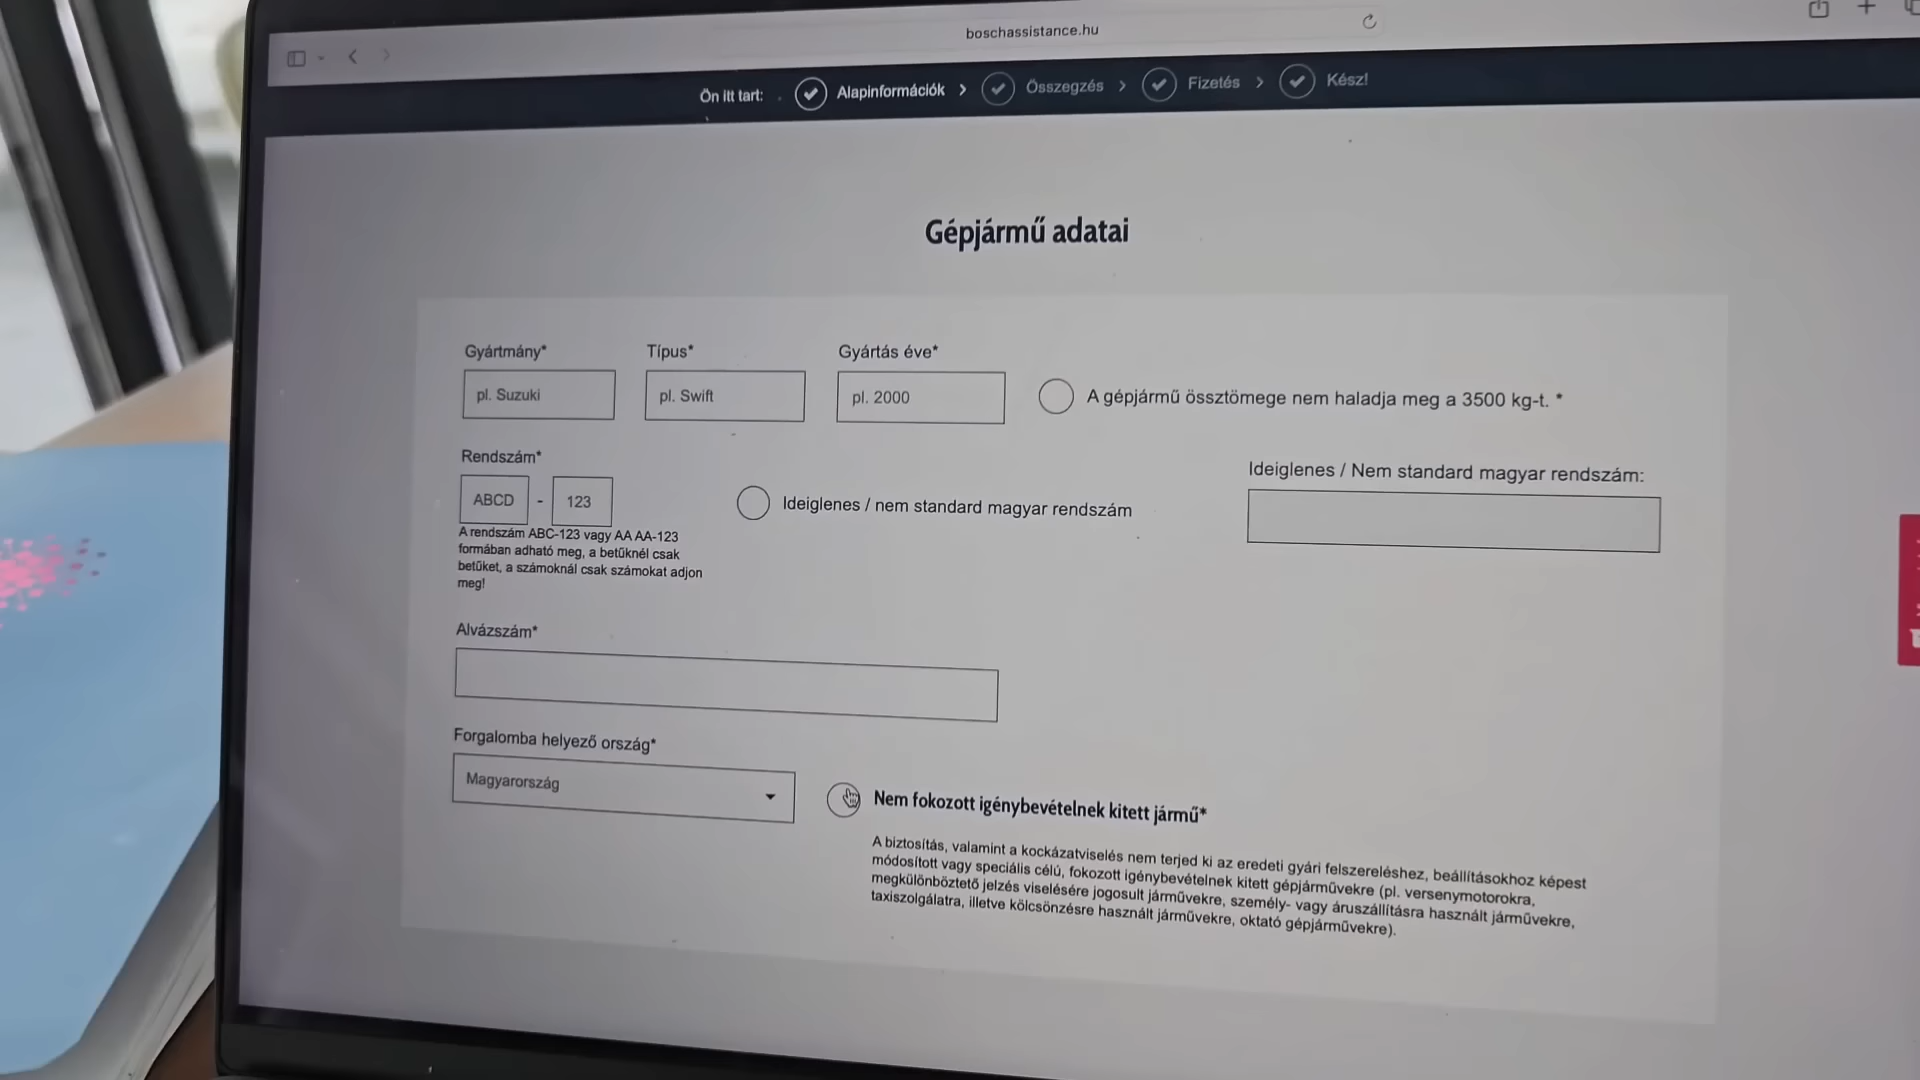 boschassistance.hu
Ön itt tart: Alapinformációk Összegzés Fizetés Kész!
Gépjármű adatai
Gyártmány* Típus* Gyártás éve*
pl. Suzuki pl. Swift pl. 2000 A gépjármű össztömege nem haladja meg a 3500 kg-t. *
Rendszám* Ideiglenes / Nem standard magyar rendszám:
ABCD - 123 Ideiglenes / nem standard magyar rendszám
A rendszám ABC-123 vagy AA AA-123
formában adható meg, a betűknél csak
betűket, a számoknál csak számokat adjon
meg!
Alvázszám*
Forgalomba helyező ország*
Magyarország
Nem fokozott igénybevételnek kitett jármű*
A biztosítás, valamint a kockázatviselés nem terjed ki az eredeti gyári felszereléshez, beállításokhoz képest
módosított vagy speciális célú, fokozott igénybevételnek kitett gépjárművekre (pl. versenymotorokra,
megkülönböztető jelzés viselésére jogosult járművekre, személy- vagy áruszállításra használt járművekre,
taxiszolgálatra, illetve kölcsönzésre használt járművekre, oktató gépjárművekre).